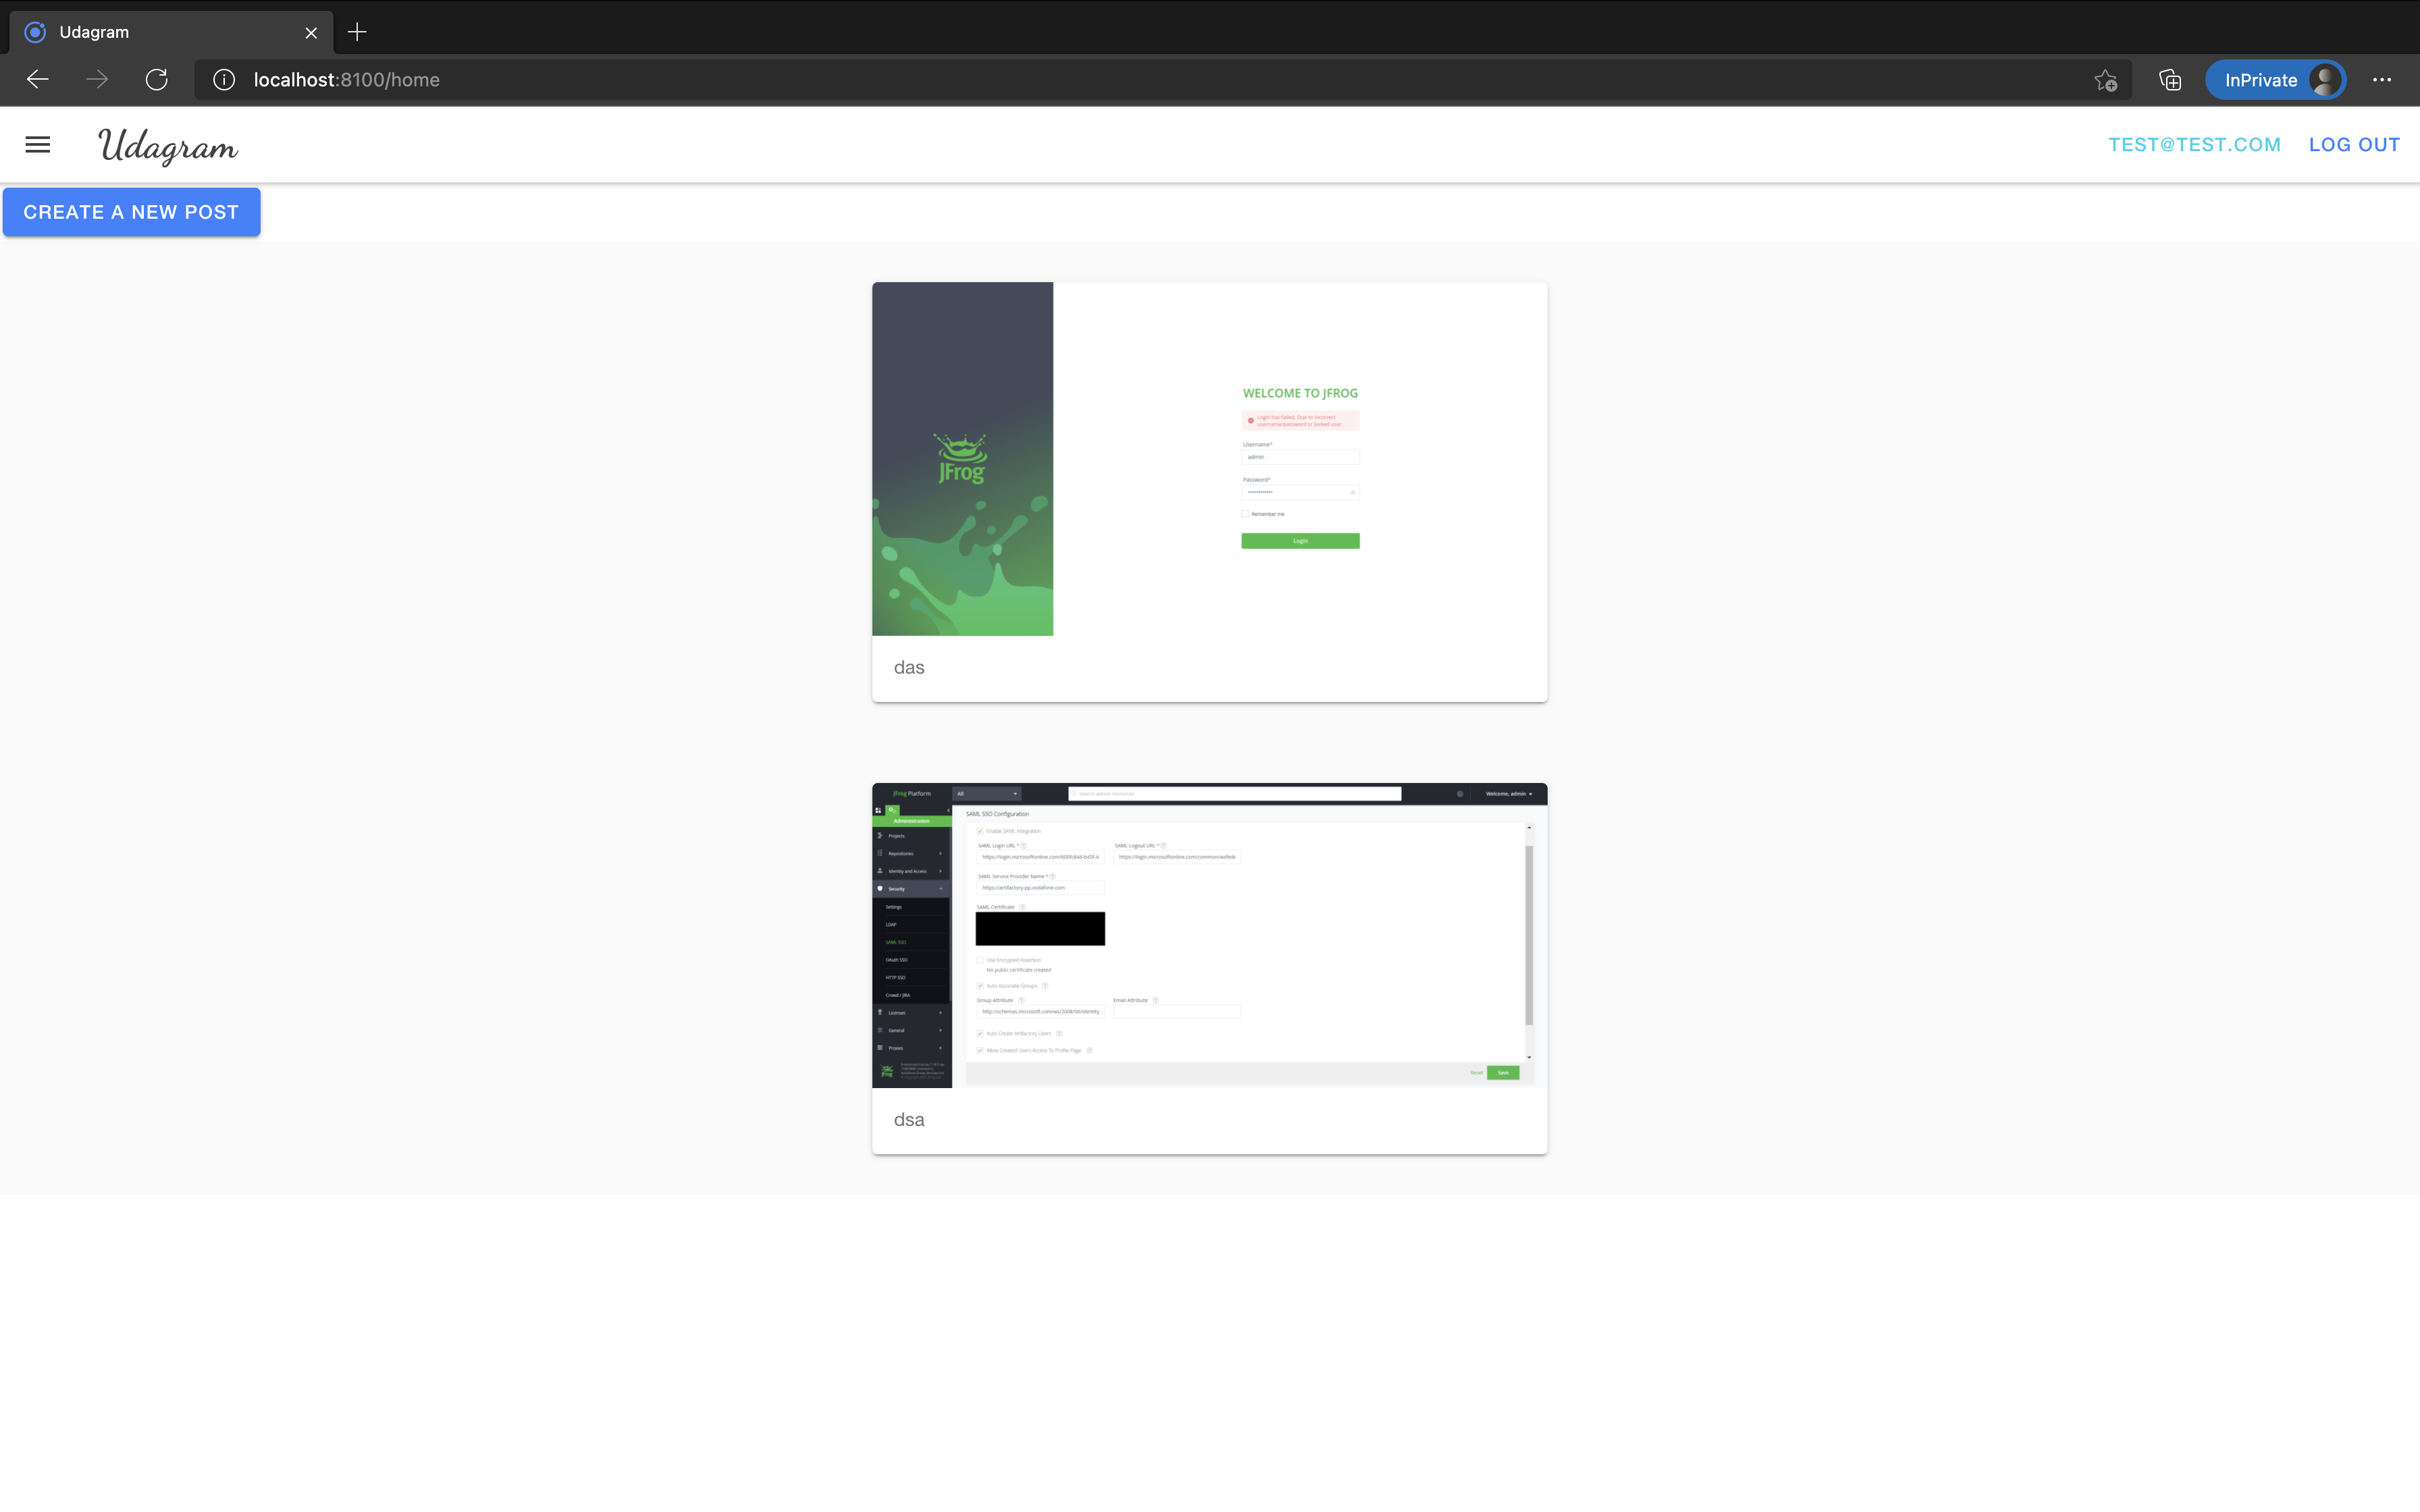 Udagram
localhost:8100/home
InPrivate
Udagram
TEST@TEST.COM LOG OUT
CREATE A NEW POST
WELCOME TO JFROG
Login has failed. Due to incorrect
username/password or locked user.
Username*
admin
Password*
Remember me
Login
JFrog
das
JFrog Platform
All
Search admin resources
Welcome, admin
Administration
SAML SSO Configuration
Projects
Enable SAML Integration
Repositories
SAML Login URL * SAML Logout URL *
https://login.microsoftonline.com/
https://login.microsoftonline.com/common/wsfede
Identity and Access
SAML Service Provider Name *
Security
https://artifactory-pp.vodafone.com
Settings
SAML Certificate
LDAP
SAML SSO
OAuth SSO
Use Encrypted Assertion
No public certificate created
HTTP SSO
Auto Associate Groups
Crowd / JIRA
Group Attribute Email Attribute
Licenses
http://schemas.microsoft.com/ws/2008/06/identity
General
Auto Create Artifactory Users
Proxies
Allow Created Users Access To Profile Page
JFrog
Reset Save
dsa